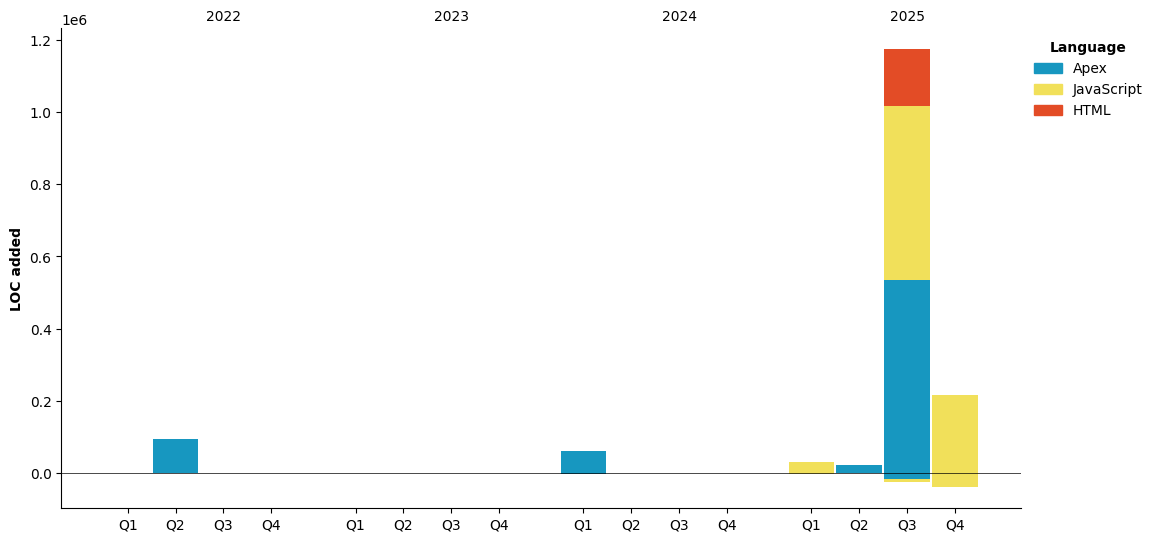 2022 2023 2024 2025
1e6
1.2
1.0
0.8
0.6
0.4
0.2
0.0
LOC added
Q1 Q2 Q3 Q4 Q1 Q2 Q3 Q4 Q1 Q2 Q3 Q4 Q1 Q2 Q3 Q4
Language
Apex
JavaScript
HTML